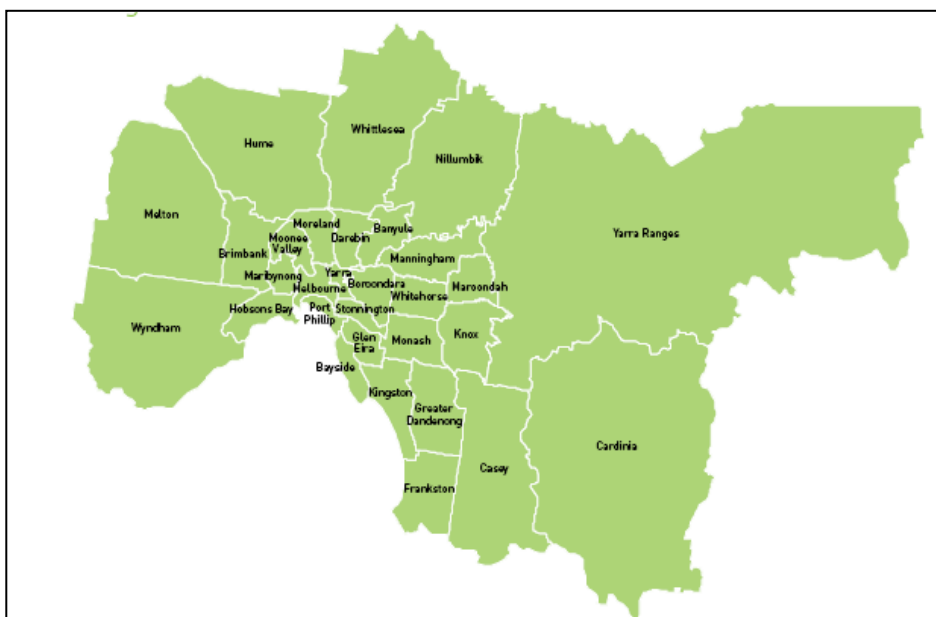 Whittlesea
Hume
Nillumbik
Melton
Moreland
Banyule
Yarra Ranges
Moonee
Valley
Darebin
Brimbank
Manningham
Maribynong
Yarra
Boroondara
Melbourne
Whitehorse
Maroondah
Hobsons Bay
Port
Phillip
Stonnington
Wyndham
Glen
Eira
Monash
Knox
Bayside
Kingston
Greater
Dandenong
Cardinia
Casey
Frankston